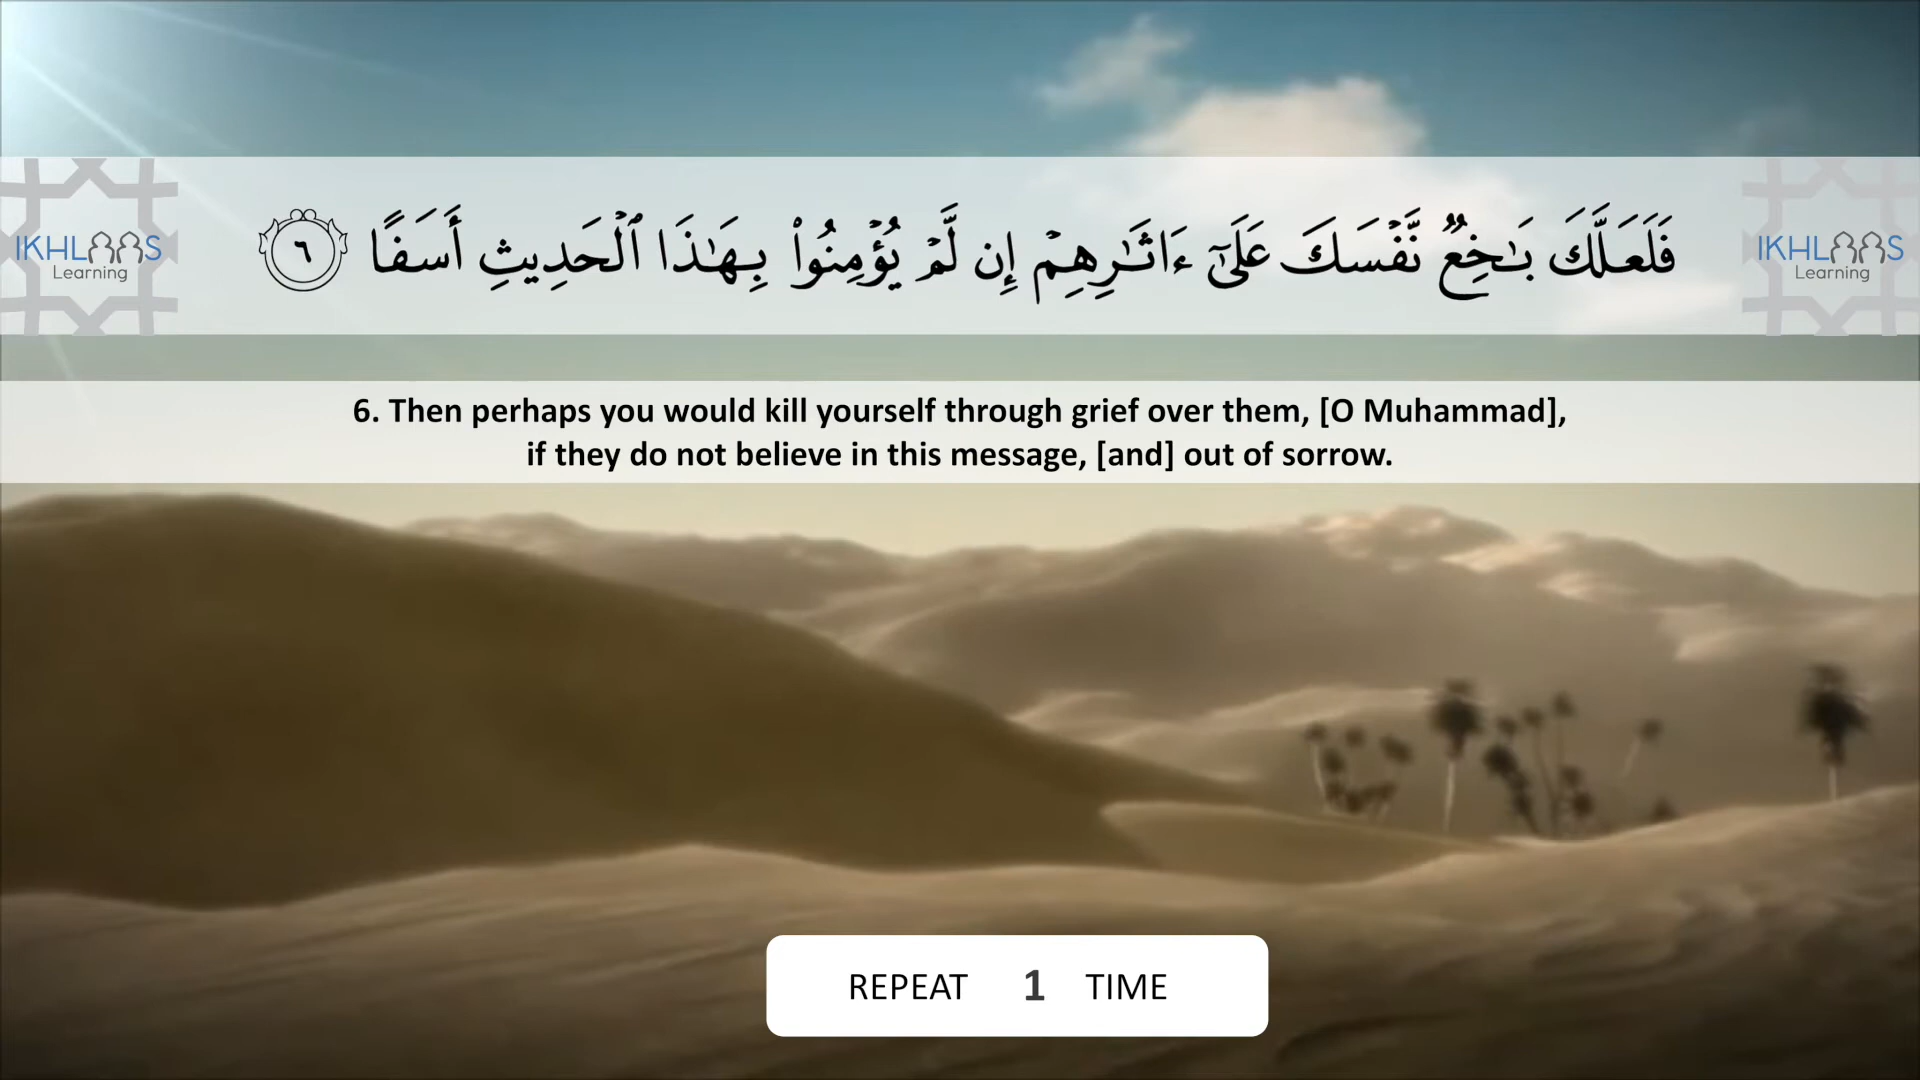 فَلَعَلَّكَ بَـٰخِعٌ نَّفْسَكَ عَلَىٰٓ ءَاثَـٰرِهِمْ إِن لَّمْ يُؤْمِنُوا۟ بِهَـٰذَا ٱلْحَدِيثِ أَسَفًا ٦
IKHLAAS
Learning
IKHLAAS
Learning
6. Then perhaps you would kill yourself through grief over them, [O Muhammad],
if they do not believe in this message, [and] out of sorrow.
REPEAT 1 TIME